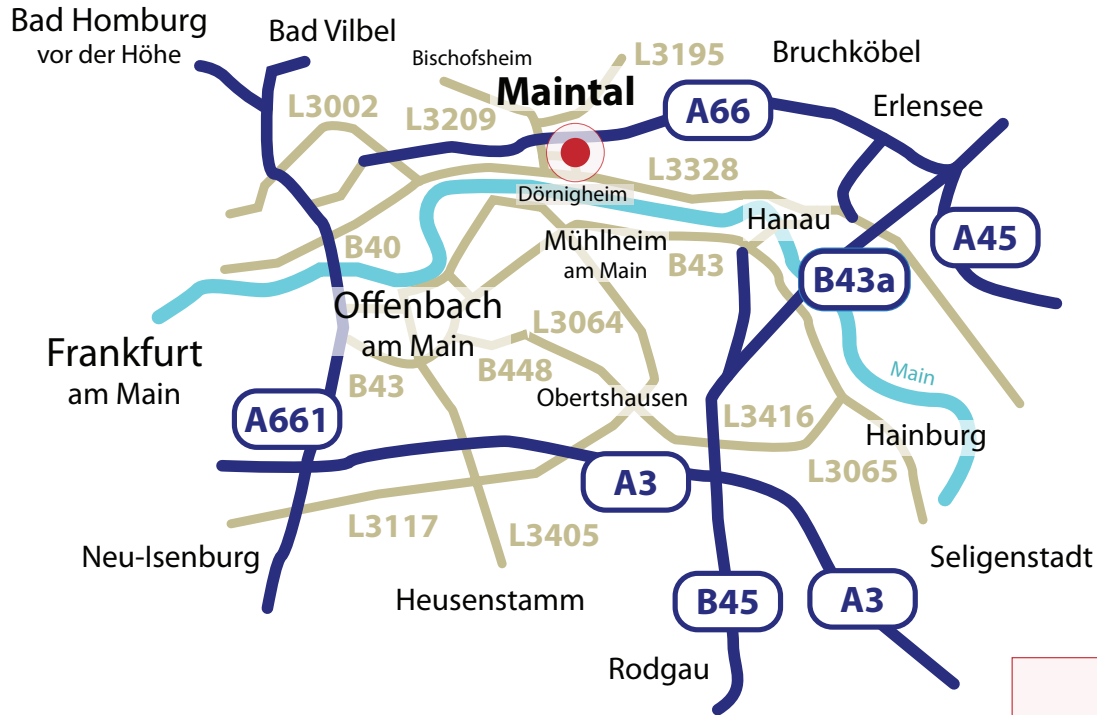 Bad Homburg
vor der Höhe
Bad Vilbel
Bischofsheim
L3195
Bruchköbel
Maintal
L3002
L3209
A66
Erlensee
L3328
Dörnigheim
Hanau
A45
B40
Mühlheim
am Main
B43
B43a
Offenbach
am Main
L3064
Frankfurt
am Main
B43
B448
Main
Obertshausen
A661
L3416
Hainburg
L3065
A3
L3117
L3405
Neu-Isenburg
Seligenstadt
Heusenstamm
B45
A3
Rodgau